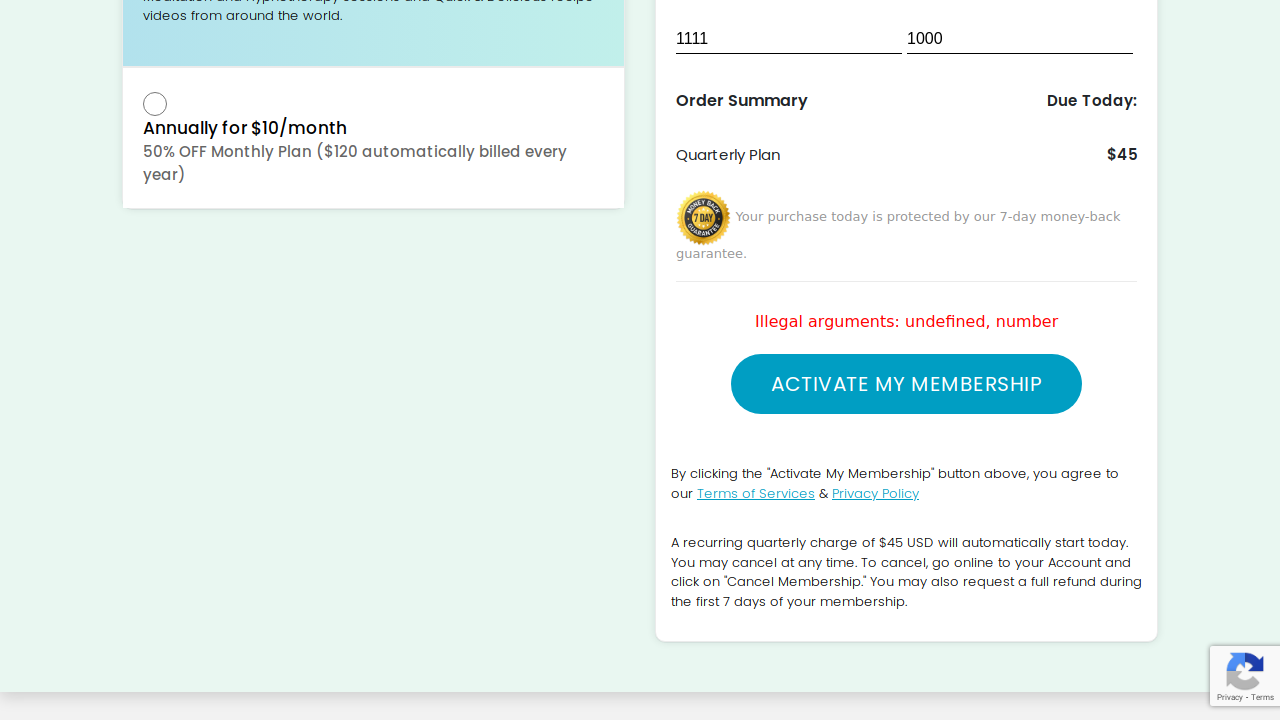 videos from around the world.
Annually for $10/month
50% OFF Monthly Plan ($120 automatically billed every
year)
1111 1000
Order Summary Due Today:
Quarterly Plan $45
MONEY BACK
7 DAY
GUARANTEE
Your purchase today is protected by our 7-day money-back
guarantee.
Illegal arguments: undefined, number
ACTIVATE MY MEMBERSHIP
By clicking the "Activate My Membership" button above, you agree to
our Terms of Services & Privacy Policy
A recurring quarterly charge of $45 USD will automatically start today.
You may cancel at any time. To cancel, go online to your Account and
click on "Cancel Membership." You may also request a full refund during
the first 7 days of your membership.
Privacy - Terms